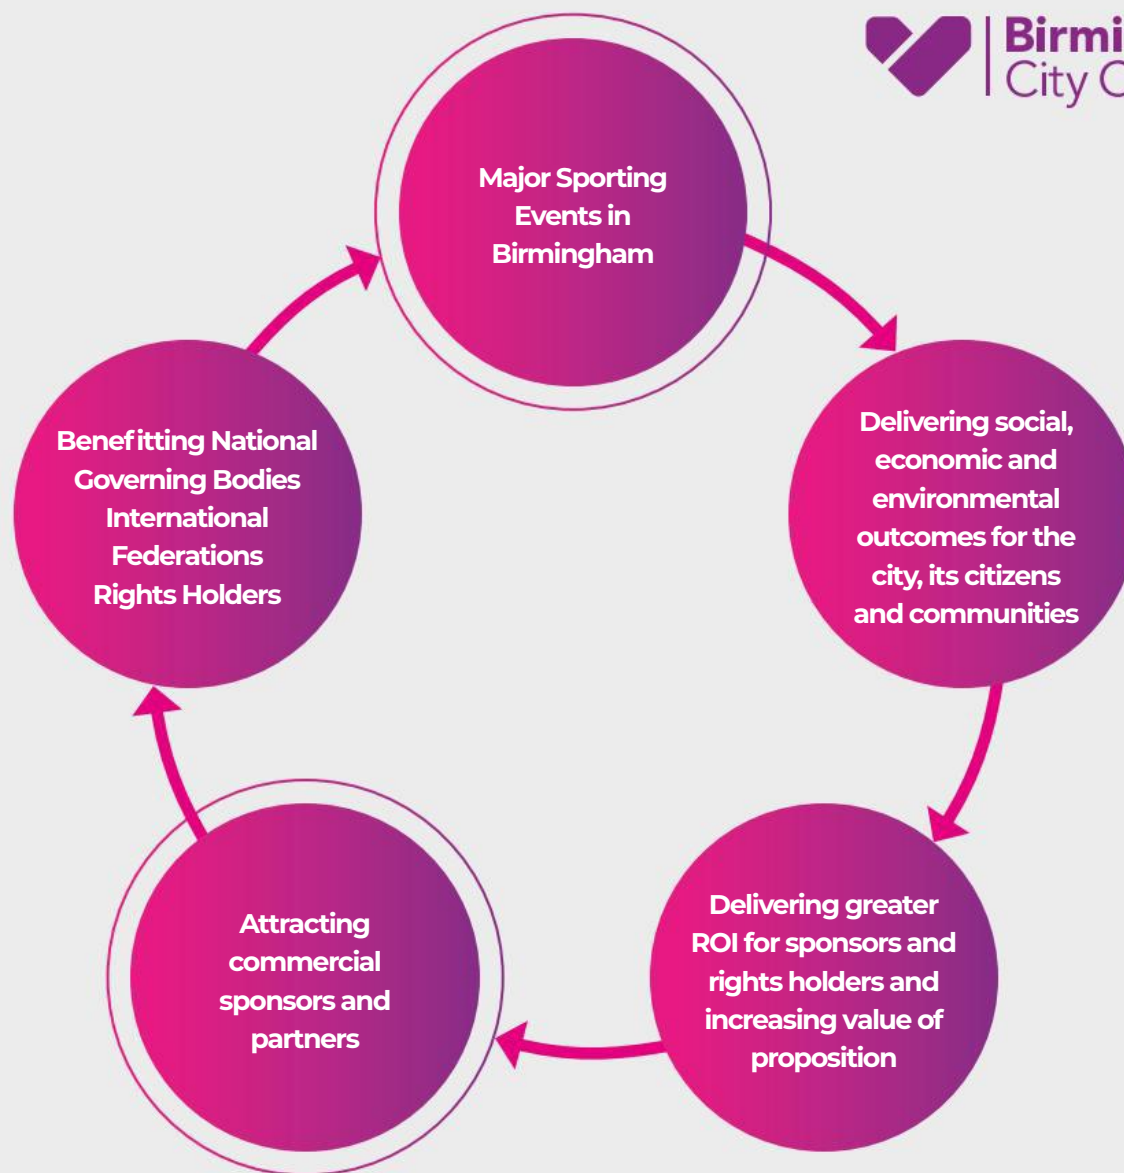 Birmi
City C
Major Sporting
Events in
Birmingham
Delivering social,
economic and
environmental
outcomes for the
city, its citizens
and communities
Delivering greater
ROI for sponsors and
rights holders and
increasing value of
proposition
Attracting
commercial
sponsors and
partners
Benefitting National
Governing Bodies
International
Federations
Rights Holders